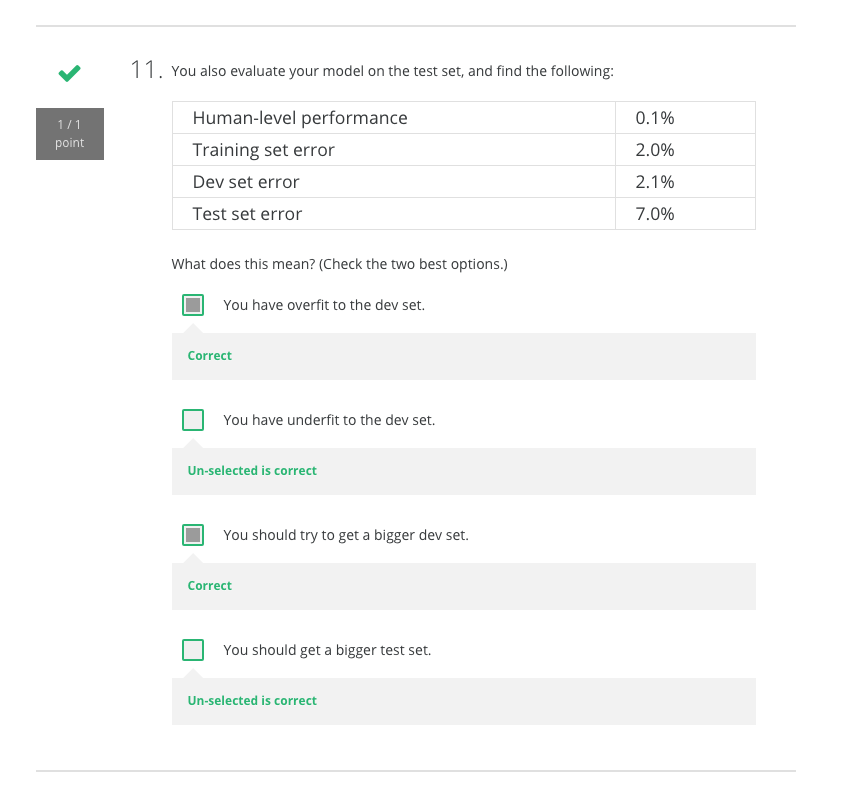 11. You also evaluate your model on the test set, and find the following:
1 / 1
point
Human-level performance 0.1%
Training set error 2.0%
Dev set error 2.1%
Test set error 7.0%
What does this mean? (Check the two best options.)
You have overfit to the dev set.
Correct
You have underfit to the dev set.
Un-selected is correct
You should try to get a bigger dev set.
Correct
You should get a bigger test set.
Un-selected is correct